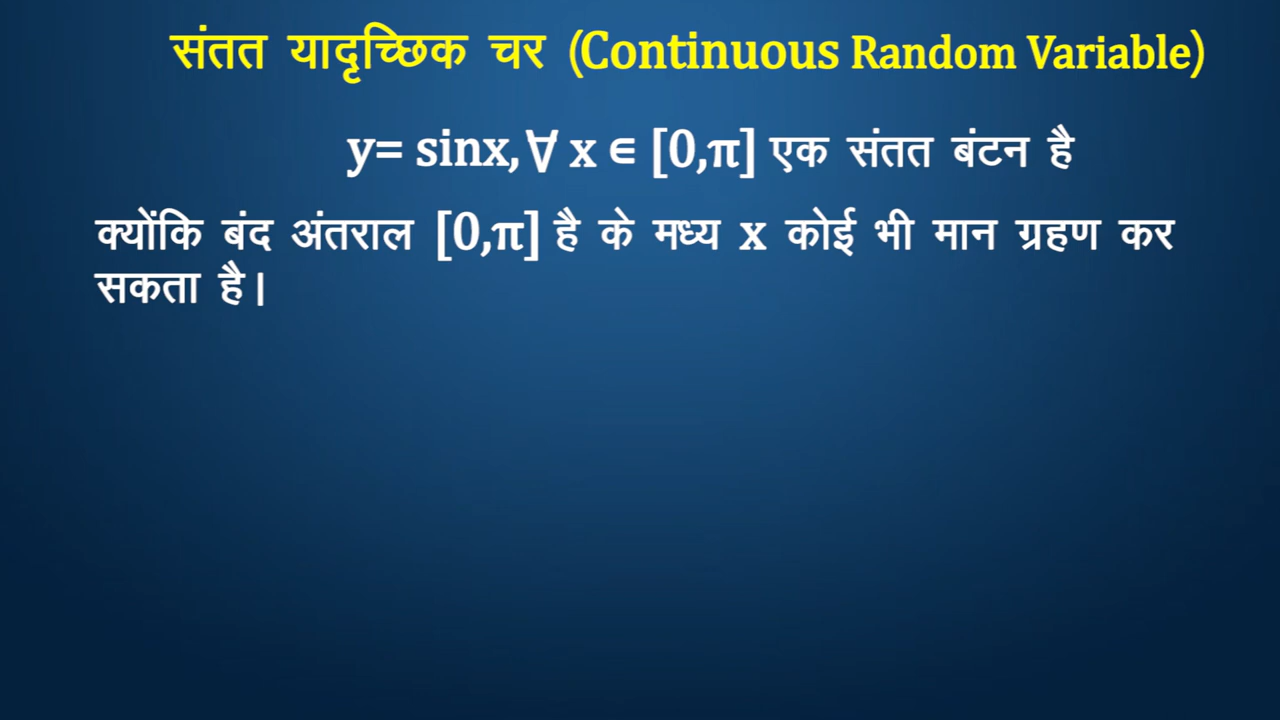 संतत यादृच्छिक चर (Continuous Random Variable)
y= sinx,∀ x ∈ [0,π] एक संतत बंटन है
क्योंकि बंद अंतराल [0,π] है के मध्य x कोई भी मान ग्रहण कर
सकता है।